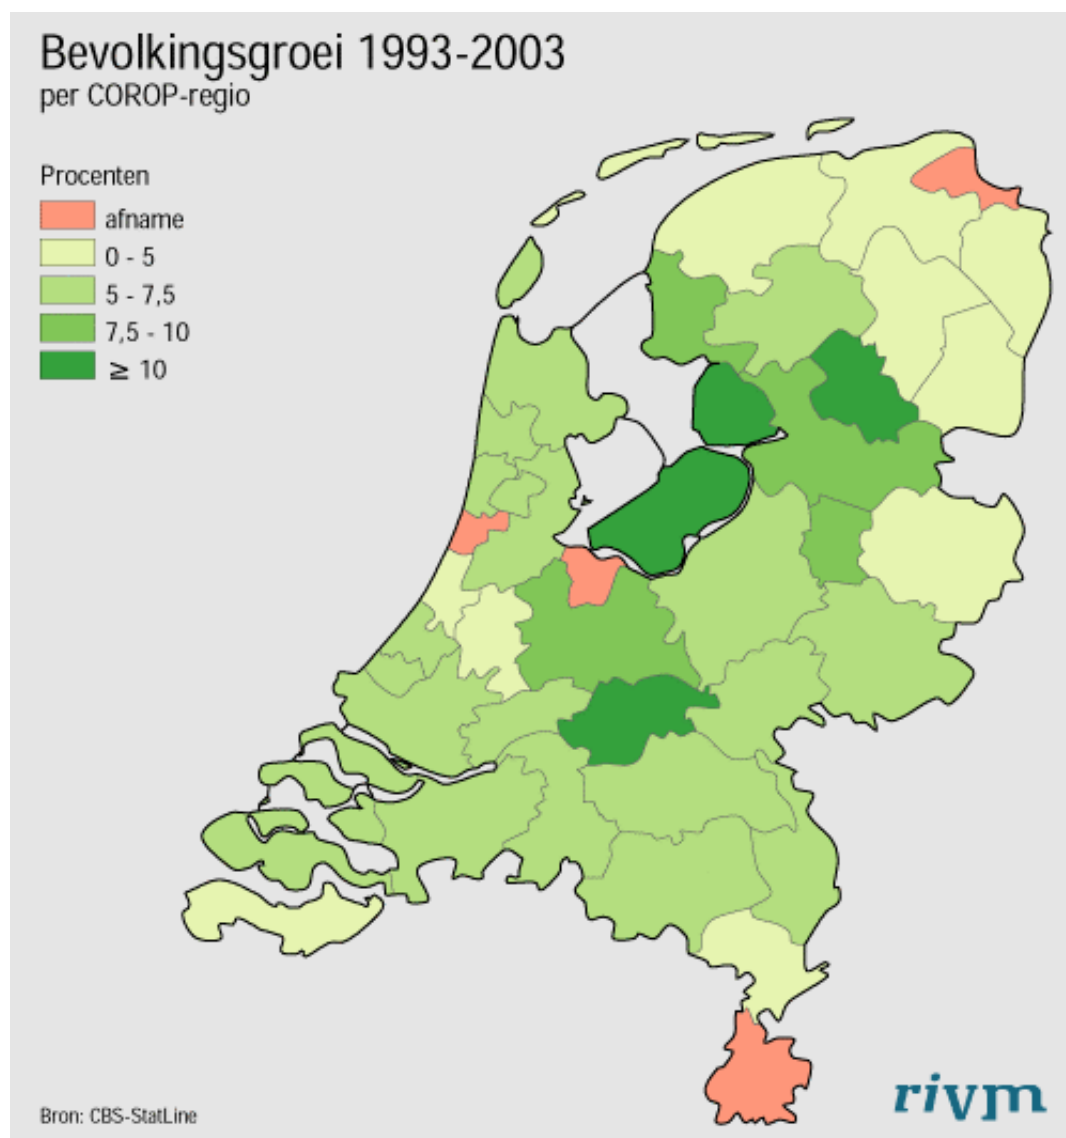 Bevolkingsgroei 1993-2003
per COROP-regio
Procenten
afname
0 - 5
5 - 7,5
7,5 - 10
≥ 10
Bron: CBS-StatLine
rivm